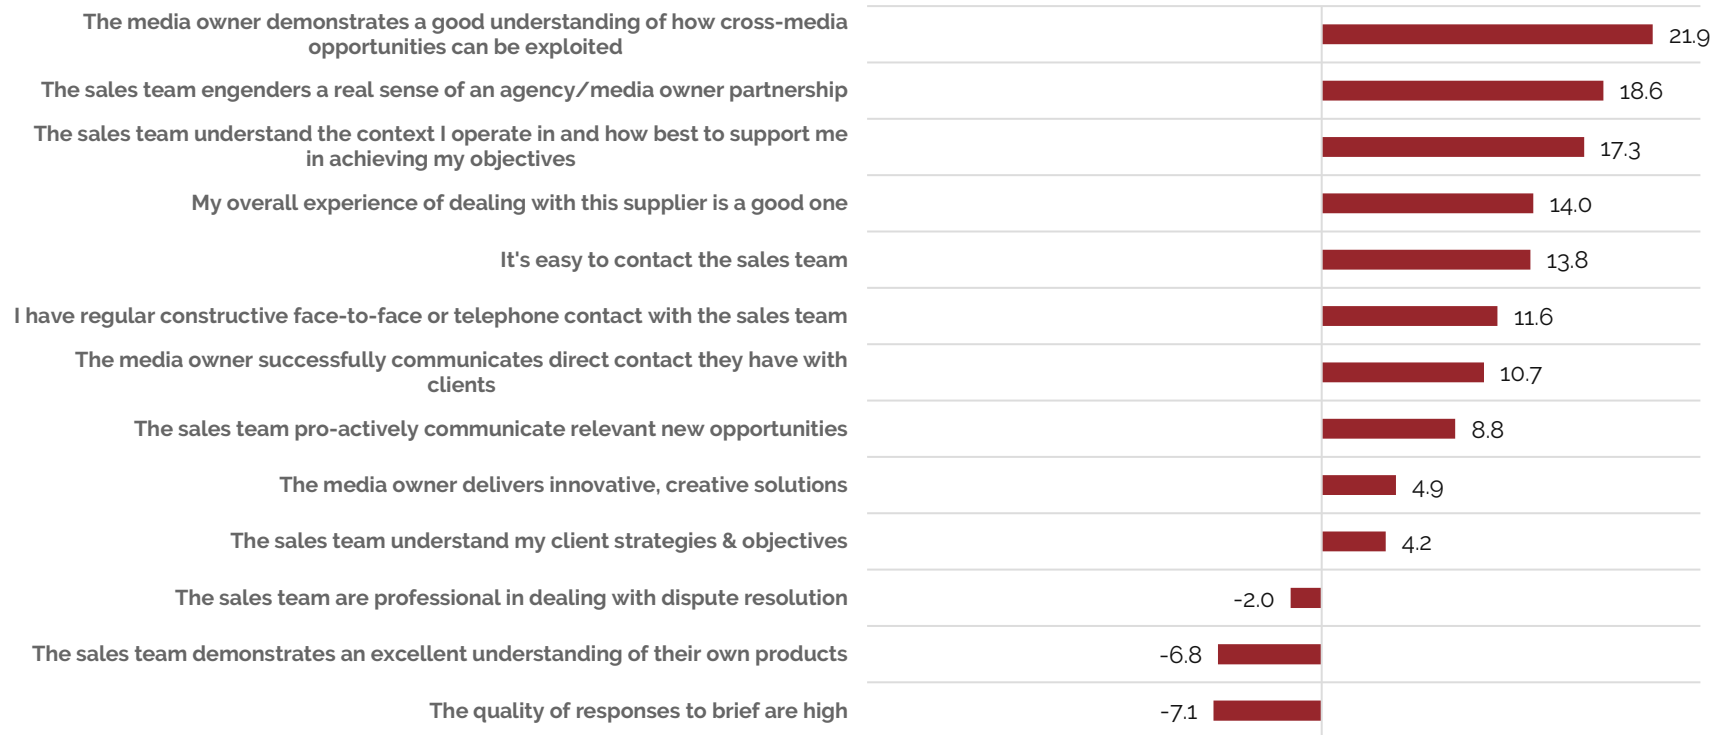 The media owner demonstrates a good understanding of how cross-media
opportunities can be exploited
21.9
The sales team engenders a real sense of an agency/media owner partnership
18.6
The sales team understand the context I operate in and how best to support me
in achieving my objectives
17.3
My overall experience of dealing with this supplier is a good one
14.0
It's easy to contact the sales team
13.8
I have regular constructive face-to-face or telephone contact with the sales team
11.6
The media owner successfully communicates direct contact they have with
clients
10.7
The sales team pro-actively communicate relevant new opportunities
8.8
The media owner delivers innovative, creative solutions
4.9
The sales team understand my client strategies & objectives
4.2
The sales team are professional in dealing with dispute resolution
-2.0
The sales team demonstrates an excellent understanding of their own products
-6.8
The quality of responses to brief are high
-7.1